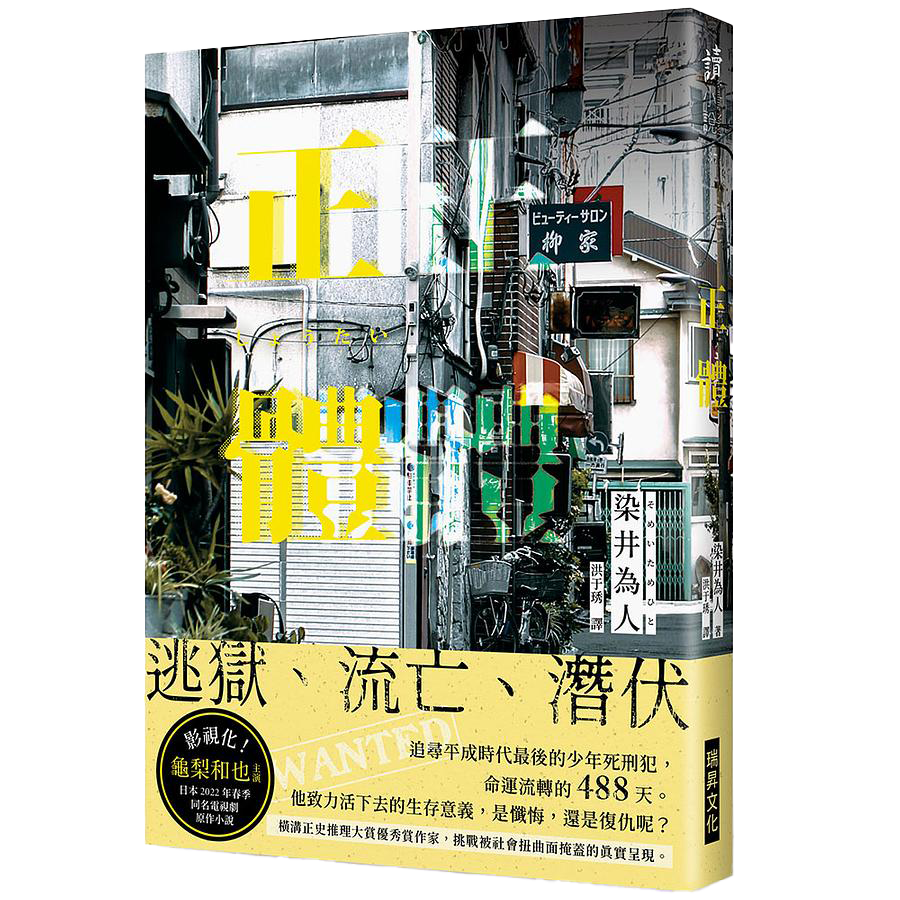 正
しょうたい
體
ビューティーサロン
柳家
そめいためひと
染井為人
洪于琇 譯
逃獄、流亡、潛伏
WANTED
影視化！
龜梨和也主演
日本2022年春季
同名電視劇
原作小說
追尋平成時代最後的少年死刑犯，
命運流轉的488天。
他致力活下去的生存意義，是懺悔，還是復仇呢？
橫溝正史推理大賞優秀賞作家，挑戰被社會扭曲面掩蓋的真實呈現。
讀
正體
染井為人 著
洪于琇 譯
瑞昇文化